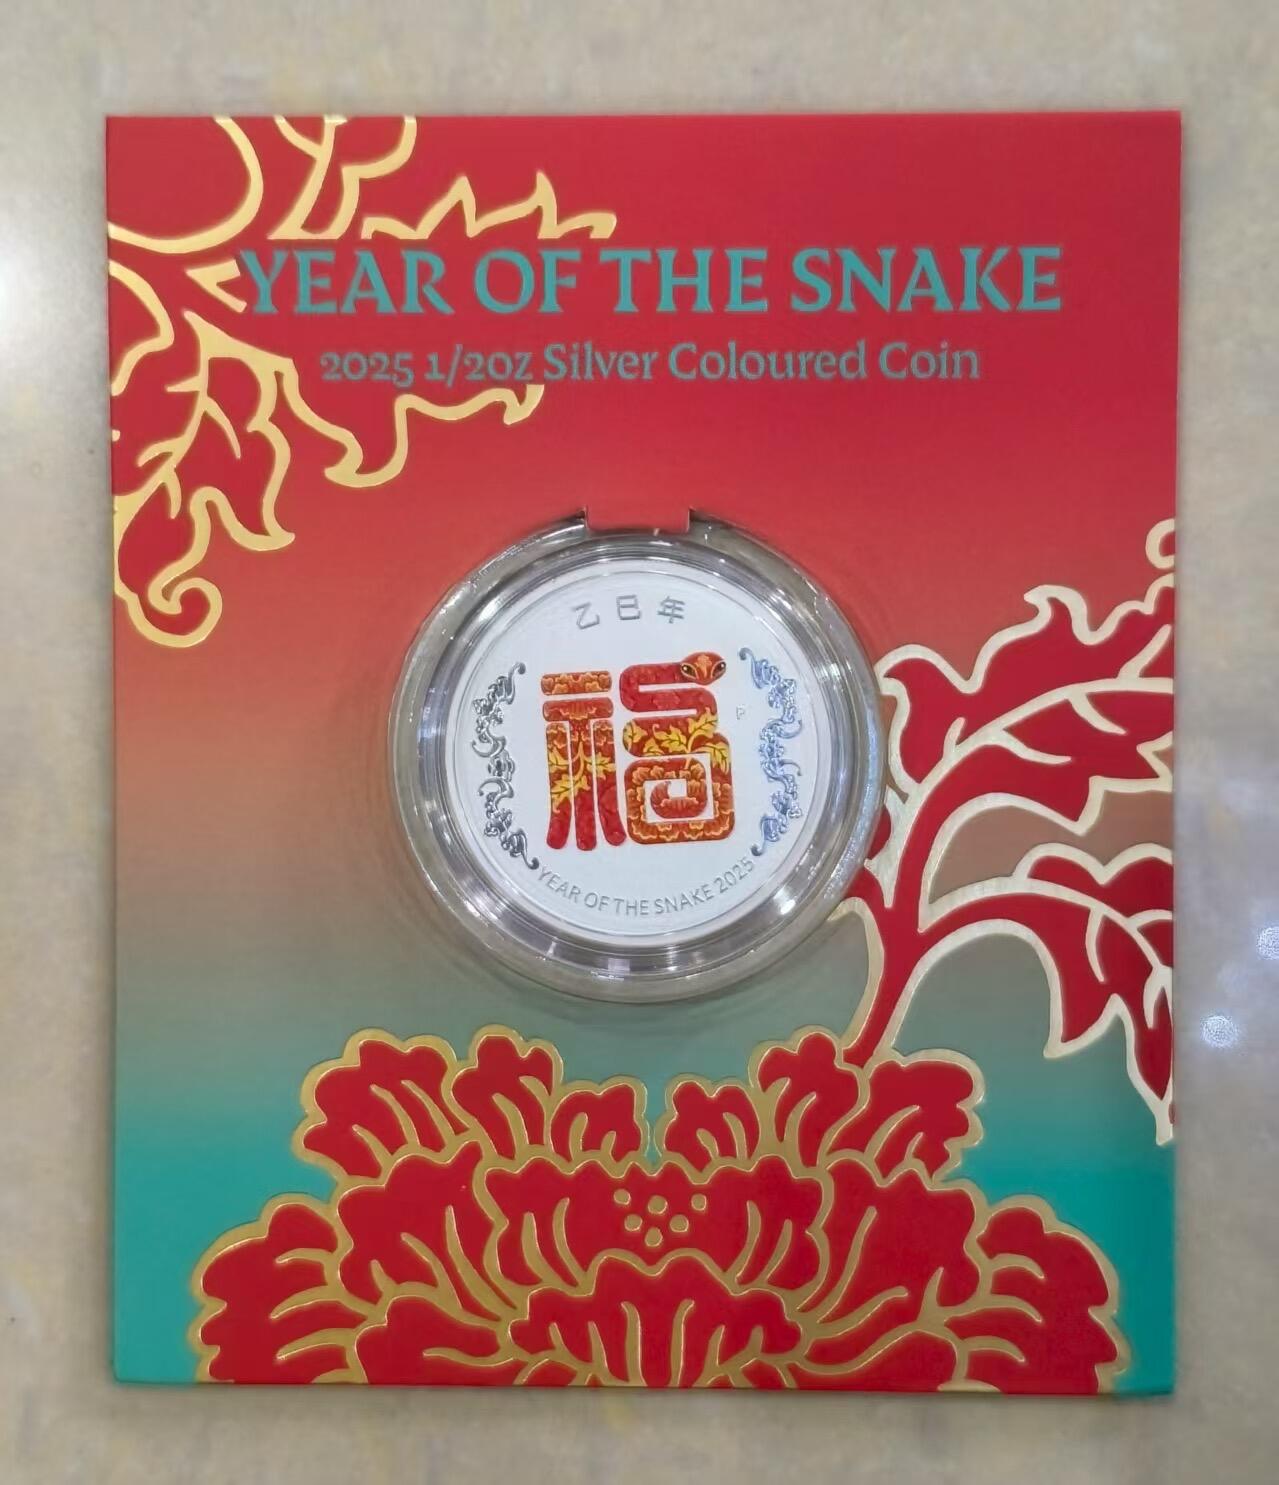 YEAR OF THE SNAKE
2025 1/2oz Silver Coloured Coin
乙巳年
福
P
YEAR OF THE SNAKE 2025